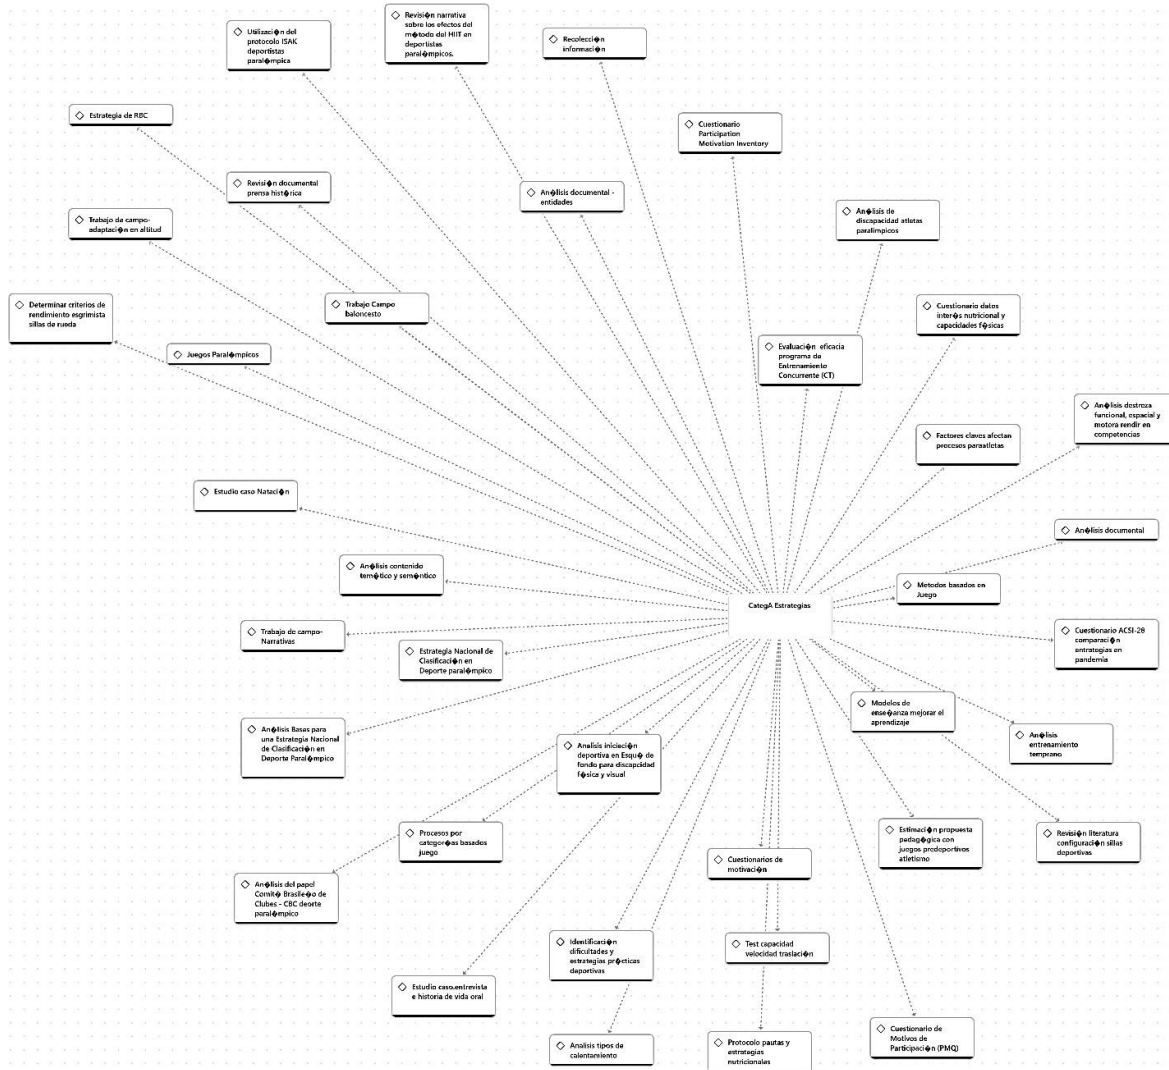 Utilizaci�n del
protocolo ISAK
deportistas
paral�mpica
Revisi�n narrativa
sobre los efectos del
m�todo del HIIT en
deportistas
paral�mpicos.
Recolecci�n
informaci�n
Estrategia de RBC
Cuestionario
Participation
Motivation Inventory
Revisi�n documental
prensa hist�rica
An�lisis documental -
entidades
Trabajo de campo-
adaptaci�n en altitud
An�lisis de
discapacidad atletas
paralimpicos
Determinar criterios de
rendimiento esgrimista
sillas de rueda
Trabajo Campo
baloncesto
Cuestionario datos
inter�s nutricional y
capacidades f�sicas
Juegos Paral�mpicos
Evaluaci�n eficacia
programa de
Entrenamiento
Concurrente (CT)
An�lisis destreza
funcional, espacial y
motora rendir en
competencias
Factores claves afectan
procesos paraatletas
Estudio caso Nataci�n
An�lisis documental
An�lisis contenido
tem�tico y sem�ntico
Metodos basados en
Juego
CategA Estrategias
Trabajo de campo-
Narrativas
Estrategia Nacional de
Clasificaci�n en
Deporte paral�mpico
Cuestionario ACSI-28
comparaci�n
entrategias en
pandemia
Modelos de
ense�anza mejorar el
aprendizaje
An�lisis Bases para
una Estrategia Nacional
de Clasificaci�n en
Deporte Paral�mpico
Analisis inicieci�n
deportiva en Esqu� de
fondo para discapcidad
f�sica y visual
An�lisis
entrenamiento
temprano
Procesos por
categor�as basados
juego
Estimaci�n propuesta
pedag�gica con
juegos predeportivos
atletismo
Revisi�n literatura
configuraci�n sillas
deportivas
Cuestionarios de
motivaci�n
An�lisis del papel
Comit� Brasile�o de
Clubes - CBC deorte
paral�mpico
Identificaci�n
dificultades y
estrategias pr�cticas
deportivas
Test capacidad
velocidad traslaci�n
Estudio caso.entrevista
e historia de vida oral
Analisis tipos de
calentamiento
Protocolo pautas y
estrategias
nutricionales
Cuestionario de
Motivos de
Participaci�n (PMQ)